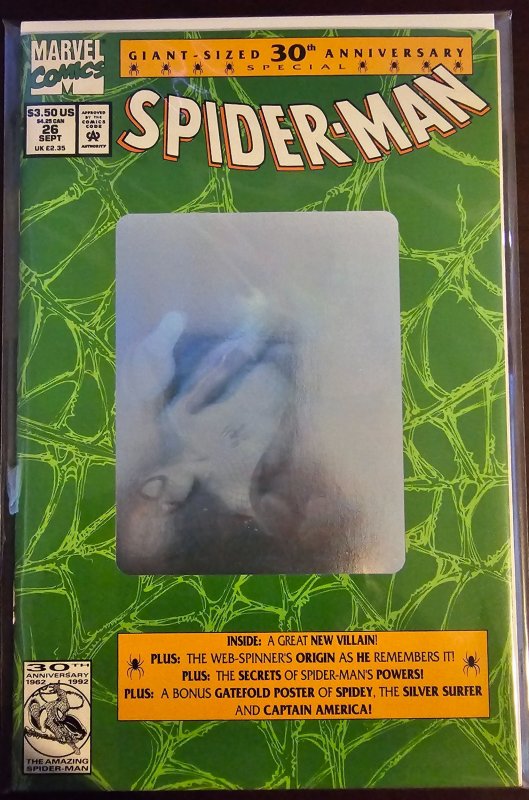 MARVEL
COMICS
GIANT-SIZED 30th ANNIVERSARY
SPECIAL
SPIDER-MAN
$3.50 US
$4.25 CAN
26
SEPT
UK £2.35
APPROVED
BY THE
COMICS
CODE
CA
AUTHORITY
INSIDE: A GREAT NEW VILLAIN!
PLUS: THE WEB-SPINNER'S ORIGIN AS HE REMEMBERS IT!
PLUS: THE SECRETS OF SPIDER-MAN'S POWERS!
PLUS: A BONUS GATEFOLD POSTER OF SPIDEY, THE SILVER SURFER
AND CAPTAIN AMERICA!
30TH
ANNIVERSARY
1962 1992
THE AMAZING
SPIDER-MAN